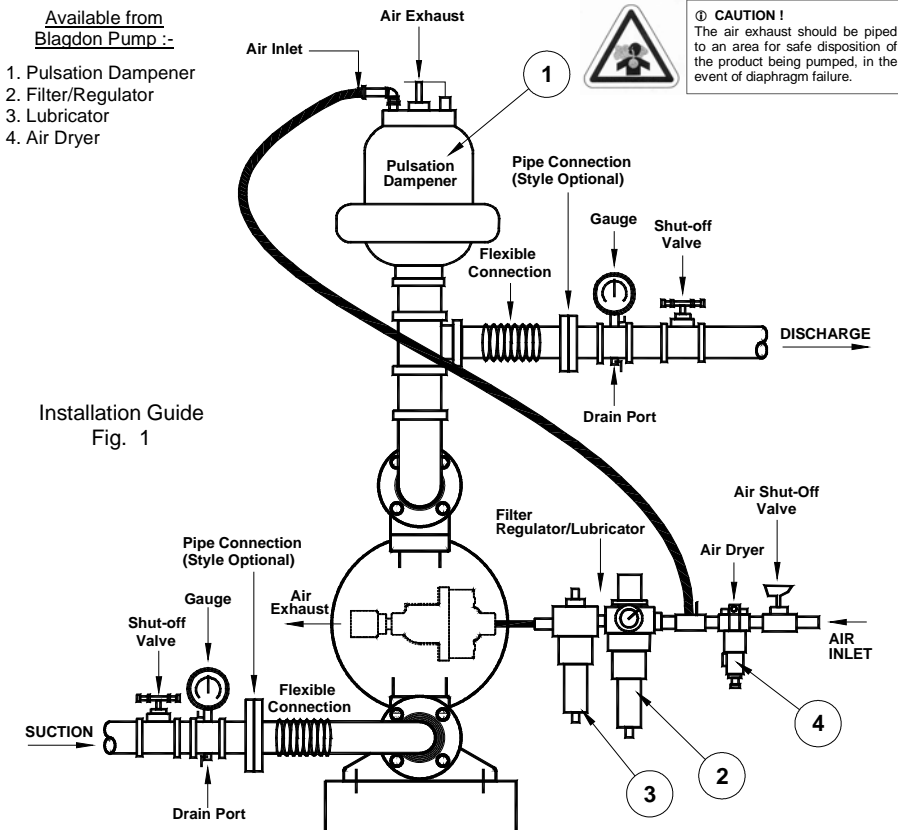 Available from
Blagdon Pump :-
1. Pulsation Dampener
2. Filter/Regulator
3. Lubricator
4. Air Dryer
Air Exhaust
Air Inlet
1
ⓘ CAUTION !
The air exhaust should be piped
to an area for safe disposition of
the product being pumped, in the
event of diaphragm failure.
Pulsation
Dampener
Pipe Connection
(Style Optional)
Gauge
Shut-off
Valve
Flexible
Connection
DISCHARGE
Drain Port
Installation Guide
Fig. 1
Filter
Regulator/Lubricator
Air Shut-Off
Valve
Air Dryer
AIR
INLET
Pipe Connection
(Style Optional)
Air
Exhaust
Gauge
Shut-off
Valve
Flexible
Connection
SUCTION
Drain Port
3
2
4